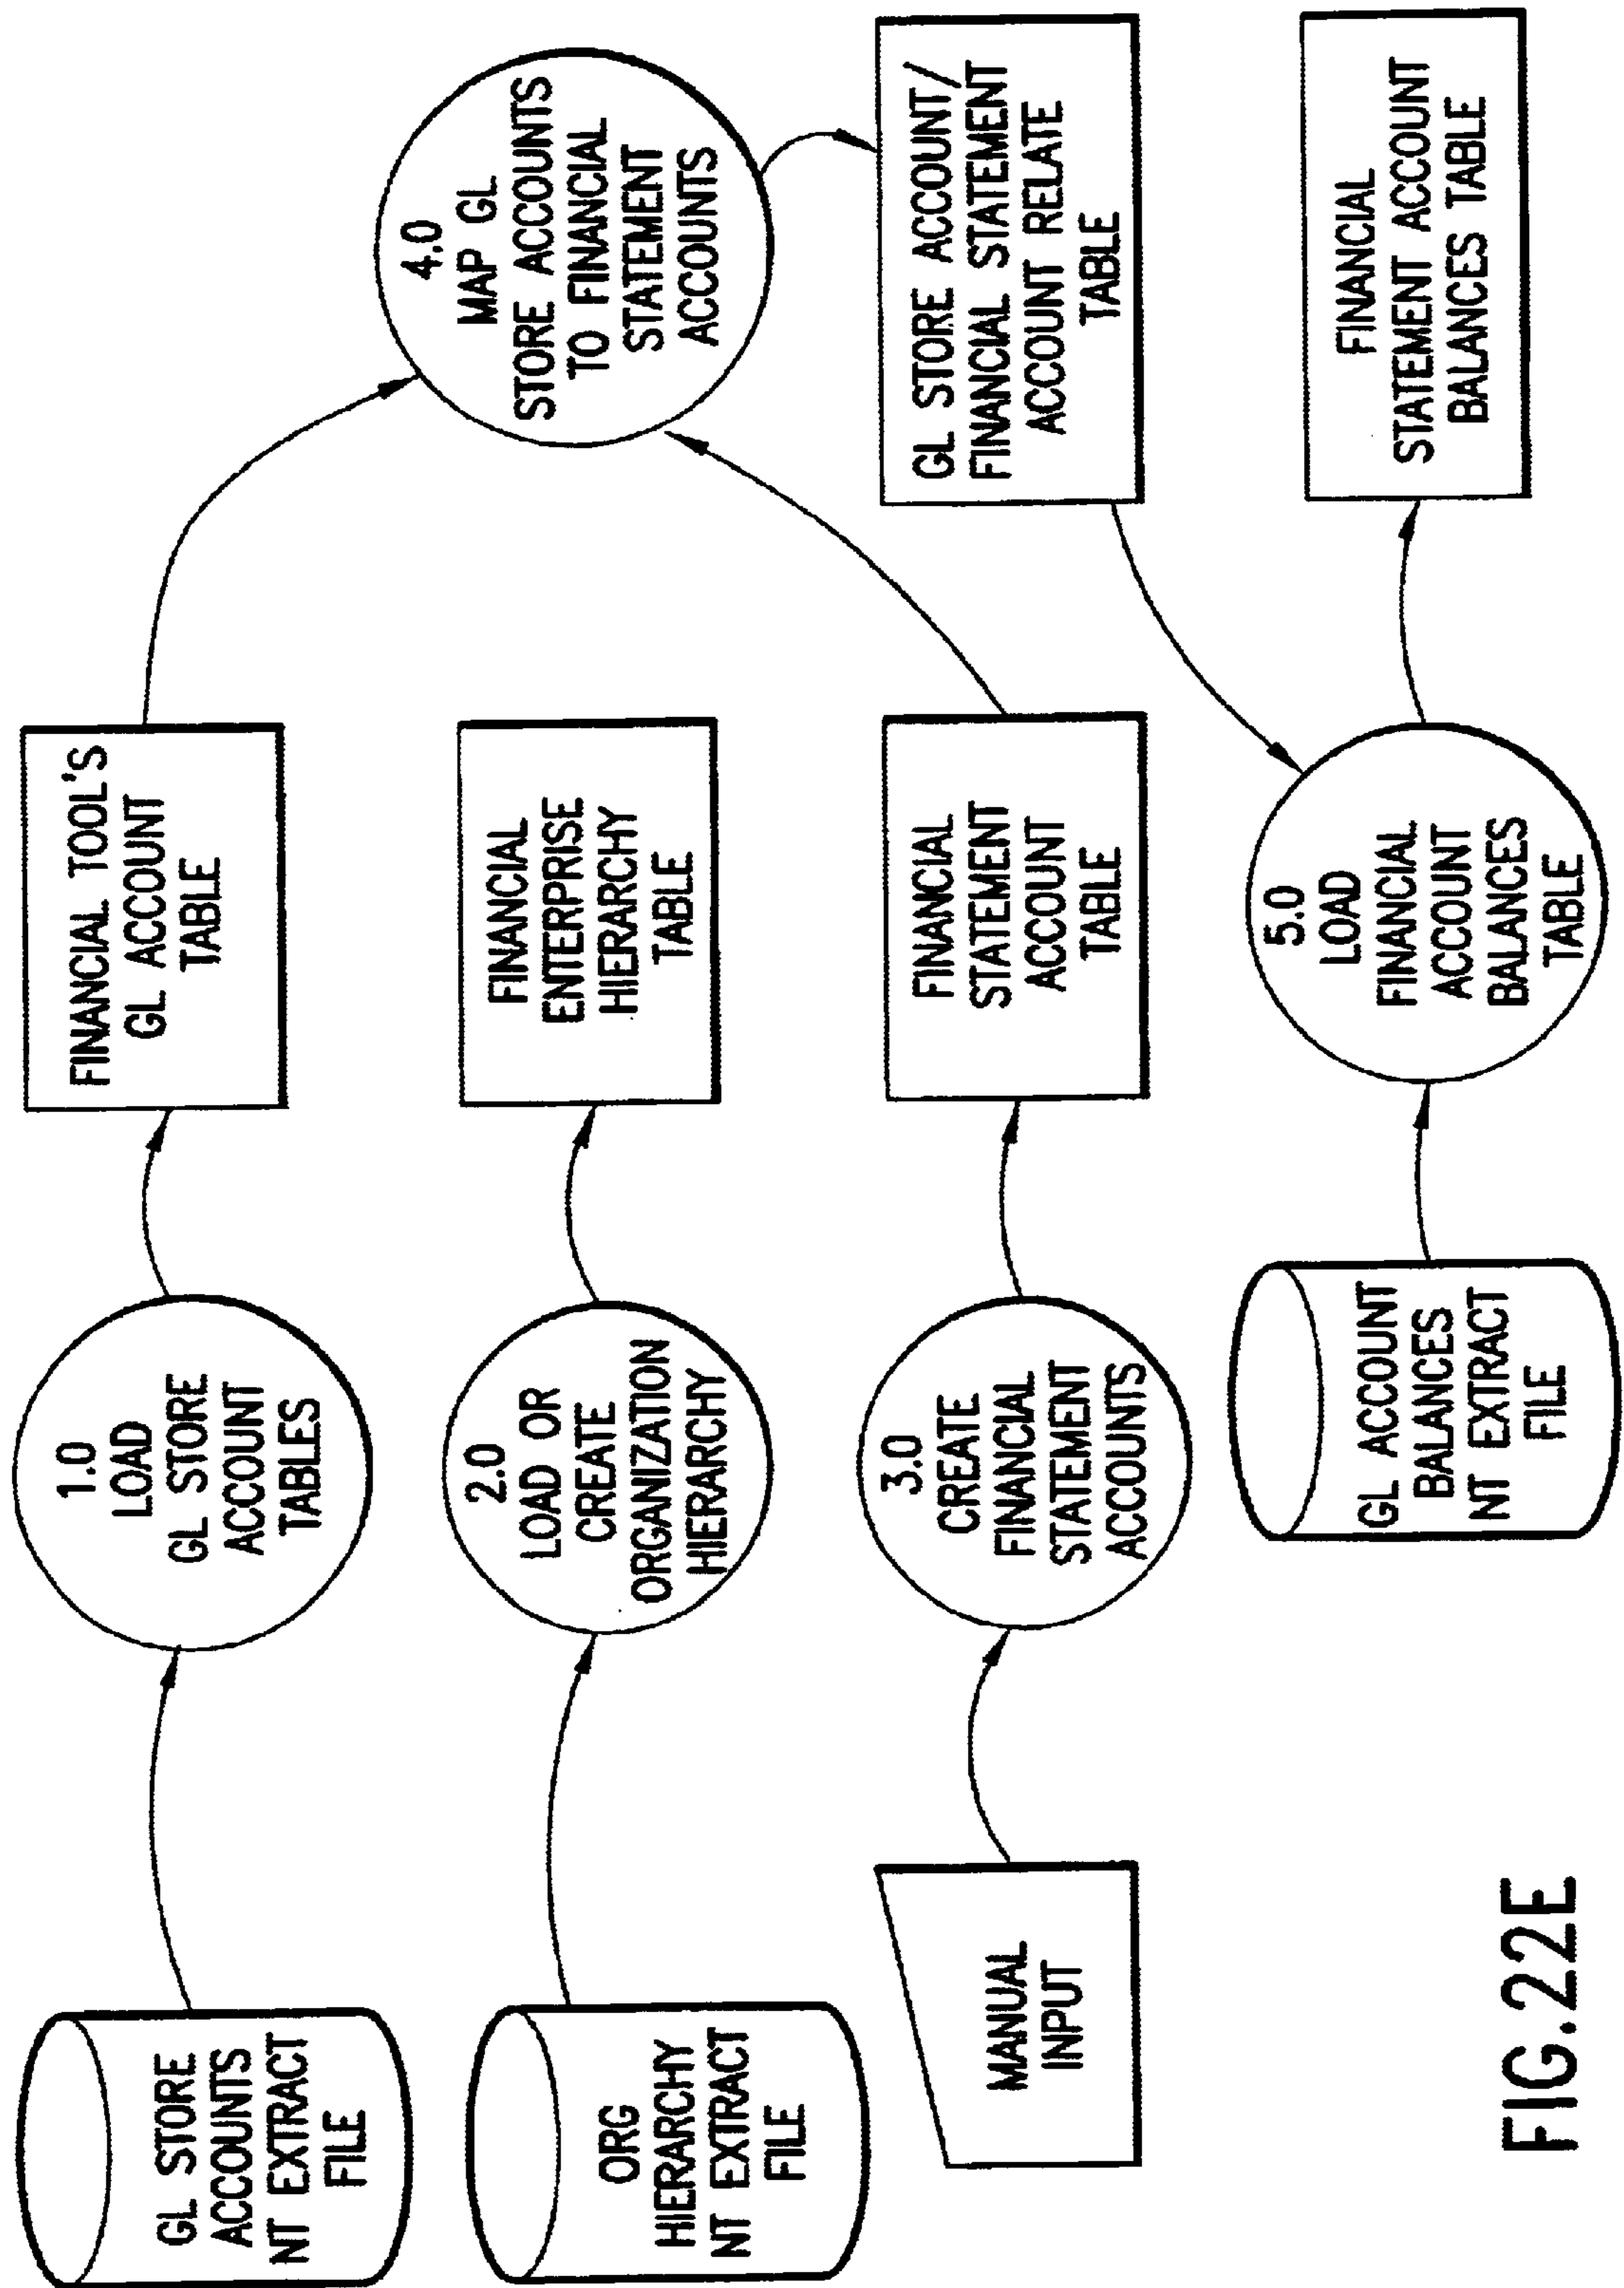 GL STORE
ACCOUNTS
NT EXTRACT
FILE
1.0
LOAD
GL STORE
ACCOUNT
TABLES
FINANCIAL TOOL'S
GL ACCOUNT
TABLE
4.0
MAP GL
STORE ACCOUNTS
TO FINANCIAL
STATEMENT
ACCOUNTS
ORG
HIERARCHY
NT EXTRACT
FILE
2.0
LOAD OR
CREATE
ORGANIZATION
HIERARCHY
FINANCIAL
ENTERPRISE
HIERARCHY
TABLE
MANUAL
INPUT
3.0
CREATE
FINANCIAL
STATEMENT
ACCOUNTS
FINANCIAL
STATEMENT
ACCOUNT
TABLE
GL STORE ACCOUNT/
FINANCIAL STATEMENT
ACCOUNT RELATE
TABLE
GL ACCOUNT
BALANCES
NT EXTRACT
FILE
5.0
LOAD
FINANCIAL
ACCOUNT
BALANCES
TABLE
FINANCIAL
STATEMENT ACCOUNT
BALANCES TABLE
FIG.22E